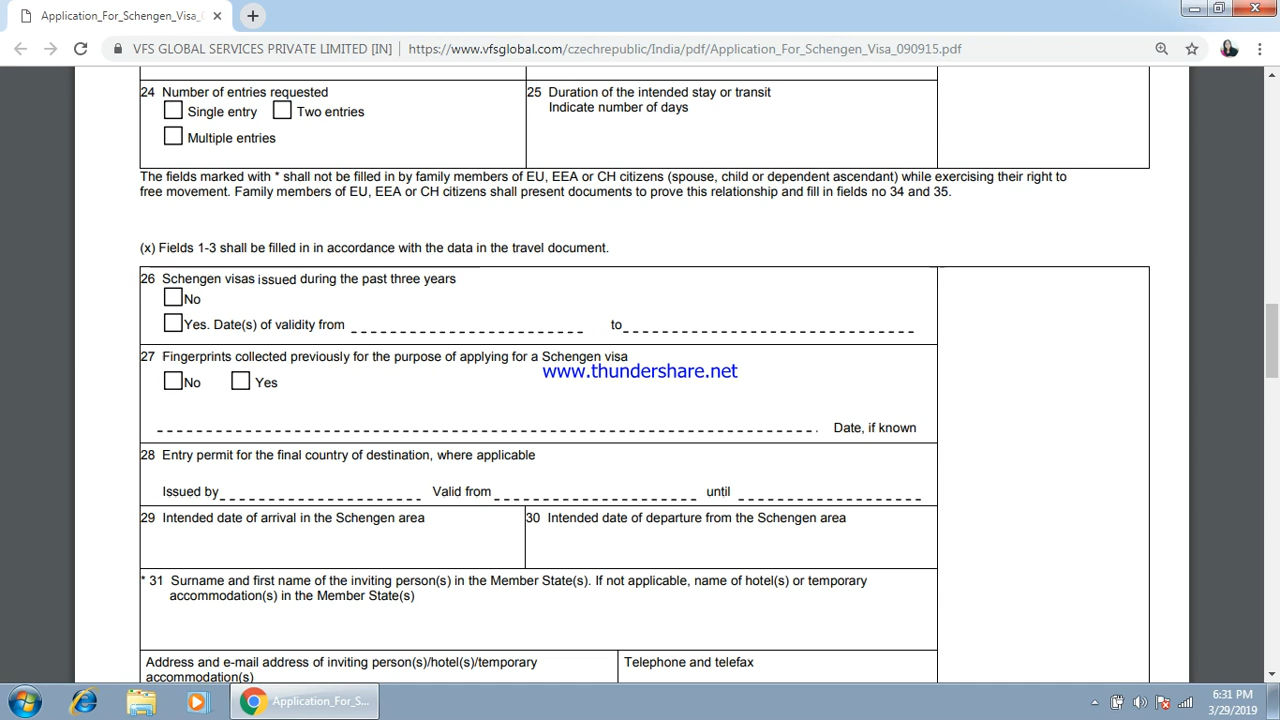 Application_For_Schengen_Visa_
VFS GLOBAL SERVICES PRIVATE LIMITED [IN] | https://www.vfsglobal.com/czechrepublic/India/pdf/Application_For_Schengen_Visa_090915.pdf
24 Number of entries requested
Single entry Two entries
Multiple entries
25 Duration of the intended stay or transit
Indicate number of days
The fields marked with * shall not be filled in by family members of EU, EEA or CH citizens (spouse, child or dependent ascendant) while exercising their right to
free movement. Family members of EU, EEA or CH citizens shall present documents to prove this relationship and fill in fields no 34 and 35.
(x) Fields 1-3 shall be filled in in accordance with the data in the travel document.
26 Schengen visas issued during the past three years
No
Yes. Date(s) of validity from to
27 Fingerprints collected previously for the purpose of applying for a Schengen visa
www.thundershare.net
No Yes
Date, if known
28 Entry permit for the final country of destination, where applicable
Issued by Valid from until
29 Intended date of arrival in the Schengen area
30 Intended date of departure from the Schengen area
* 31 Surname and first name of the inviting person(s) in the Member State(s). If not applicable, name of hotel(s) or temporary
accommodation(s) in the Member State(s)
Address and e-mail address of inviting person(s)/hotel(s)/temporary
accommodation(s)
Telephone and telefax
Application_For_S...
6:31 PM
3/29/2019